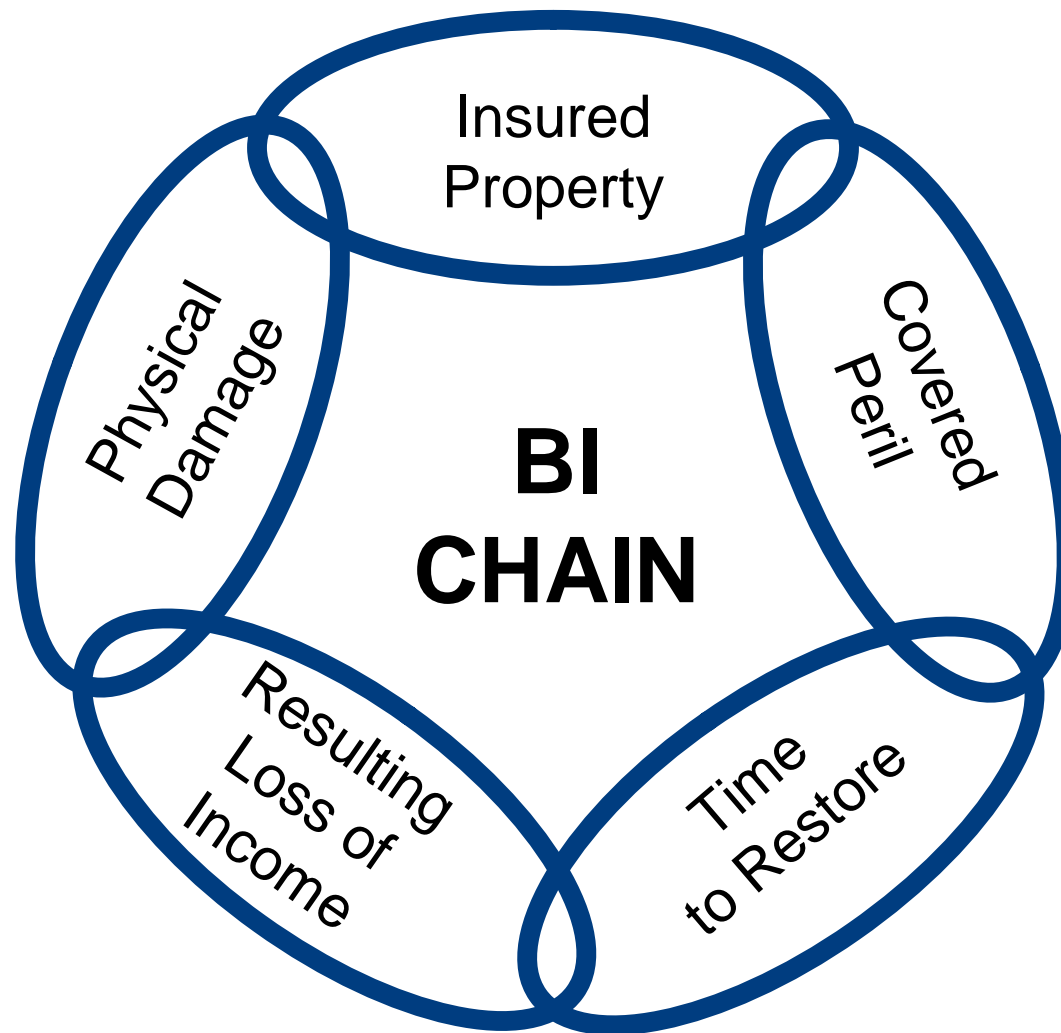 Insured
Property
Covered
Peril
Time
to Restore
Resulting
Loss of
Income
Physical
Damage
BI
CHAIN